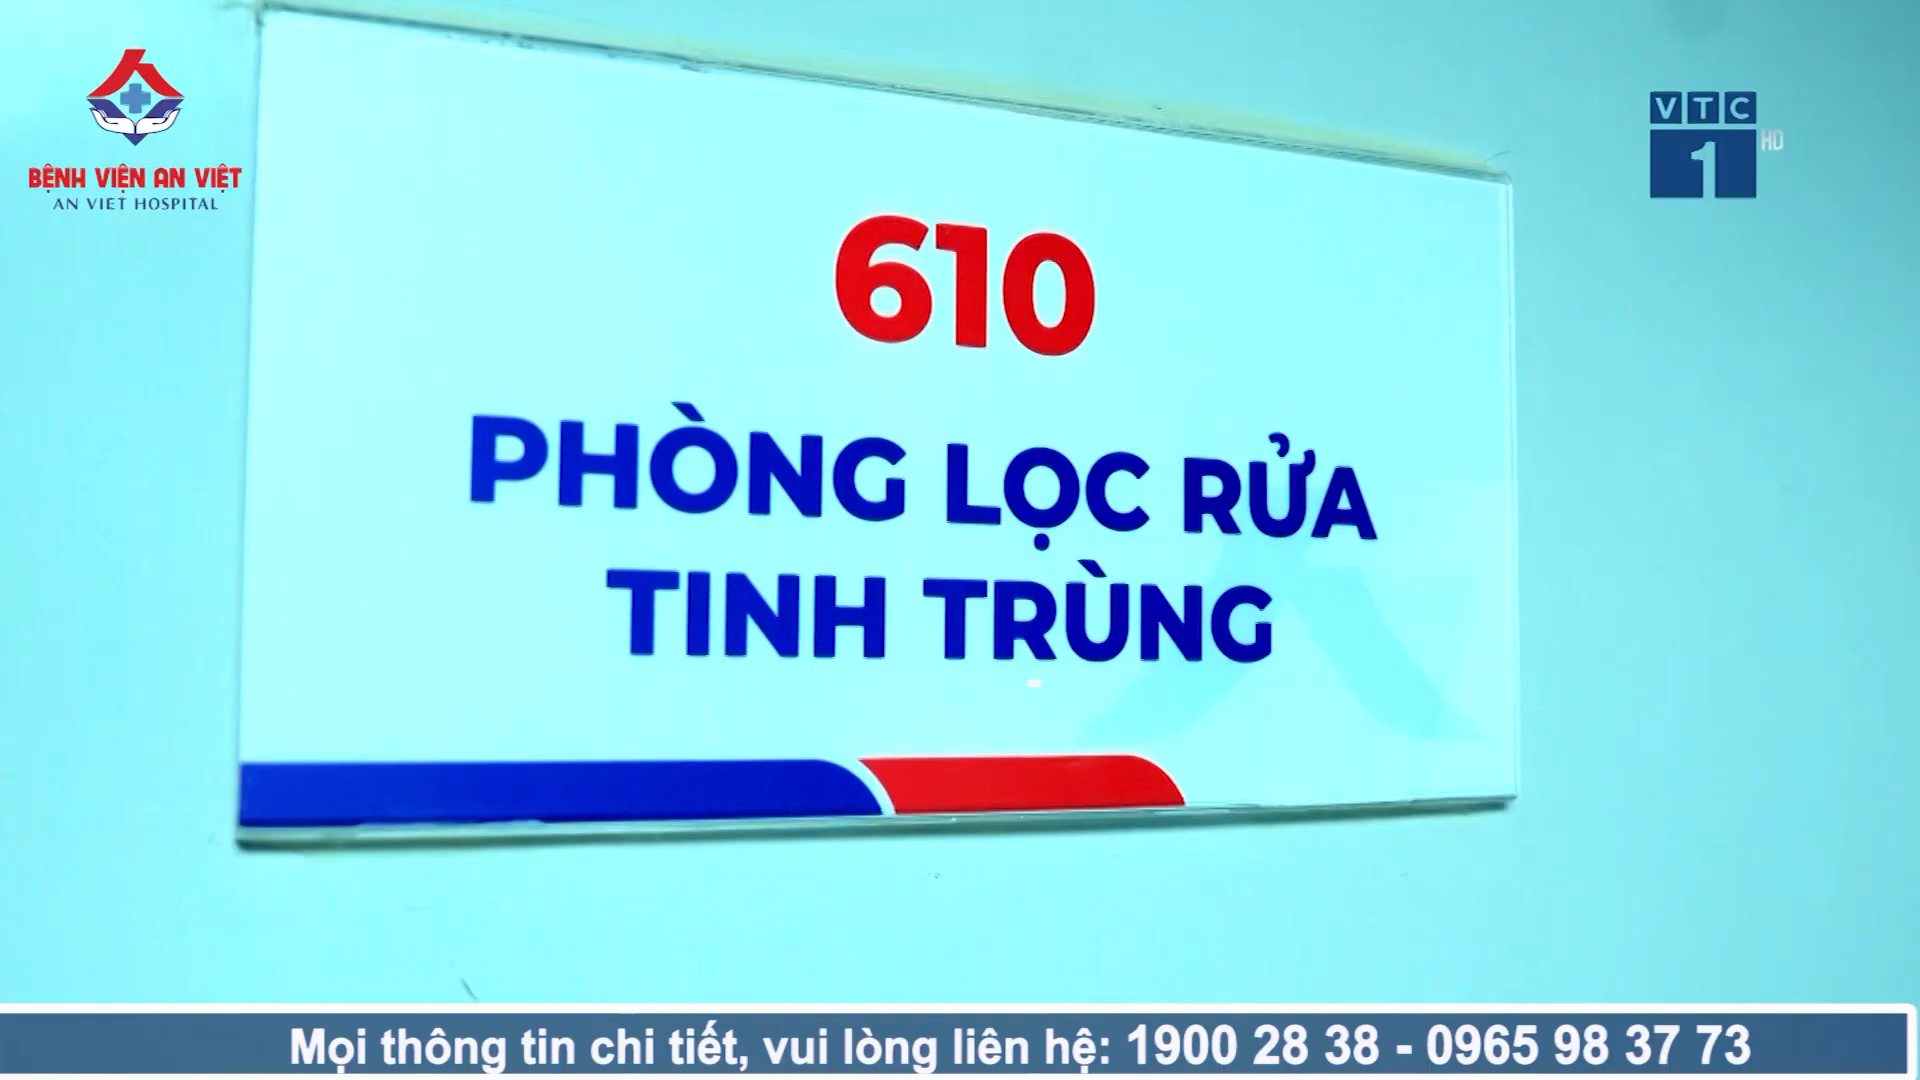 BỆNH VIỆN AN VIỆT
AN VIET HOSPITAL
VTC
1 HD
610
PHÒNG LỌC RỬA
TINH TRÙNG
Mọi thông tin chi tiết, vui lòng liên hệ: 1900 28 38 - 0965 98 37 73